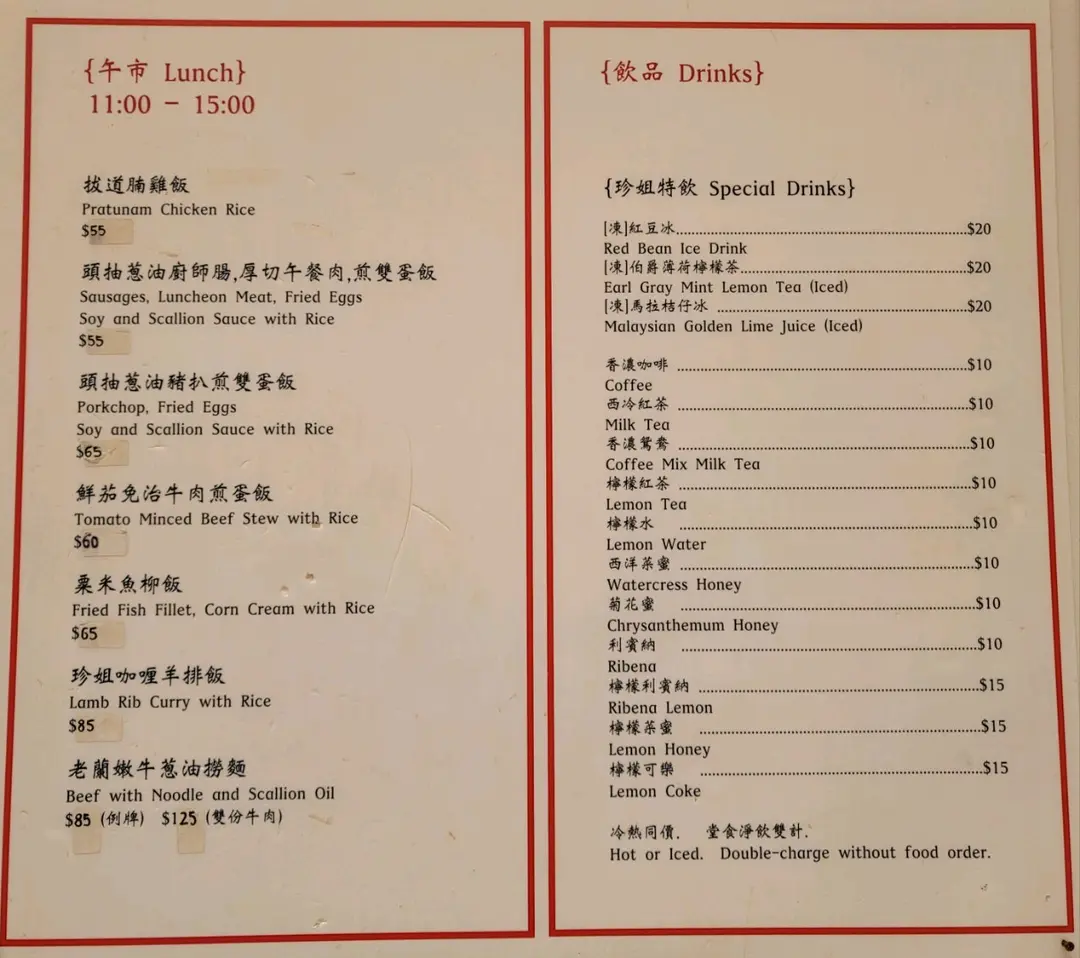 {午市 Lunch}
11:00 - 15:00
拔道腩雞飯
Pratunam Chicken Rice
$55
頭抽蔥油廚師腸,厚切午餐肉,煎雙蛋飯
Sausages, Luncheon Meat, Fried Eggs
Soy and Scallion Sauce with Rice
$55
頭抽蔥油豬扒煎雙蛋飯
Porkchop, Fried Eggs
Soy and Scallion Sauce with Rice
$65
鮮茄免治牛肉煎蛋飯
Tomato Minced Beef Stew with Rice
$60
粟米魚柳飯
Fried Fish Fillet, Corn Cream with Rice
$65
珍姐咖喱羊排飯
Lamb Rib Curry with Rice
$85
老蘭嫩牛蔥油撈麵
Beef with Noodle and Scallion Oil
$85 (例牌) $125 (雙份牛肉)
{飲品 Drinks}
{珍姐特飲 Special Drinks}
[凍]紅豆冰 $20
Red Bean Ice Drink
[凍]伯爵薄荷檸檬茶 $20
Earl Gray Mint Lemon Tea (Iced)
[凍]馬拉桔仔冰 $20
Malaysian Golden Lime Juice (Iced)
香濃咖啡 $10
Coffee
西冷紅茶 $10
Milk Tea
香濃鴛鴦 $10
Coffee Mix Milk Tea
檸檬紅茶 $10
Lemon Tea
檸檬水 $10
Lemon Water
西洋菜蜜 $10
Watercress Honey
菊花蜜 $10
Chrysanthemum Honey
利賓納 $10
Ribena
檸檬利賓納 $15
Ribena Lemon
檸檬菜蜜 $15
Lemon Honey
檸檬可樂 $15
Lemon Coke
冷熱同價. 堂食淨飲雙計.
Hot or Iced. Double-charge without food order.